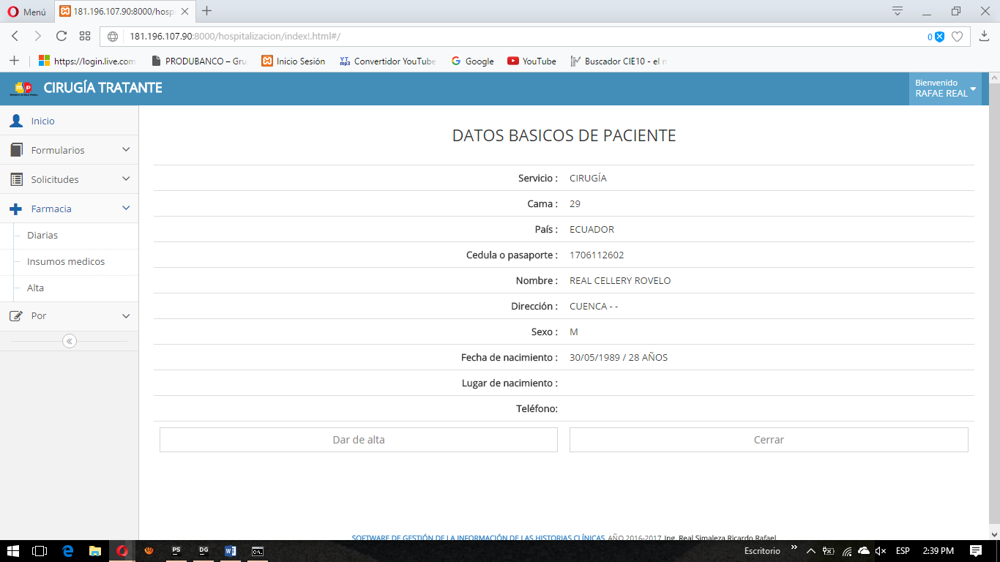 Menú
181.196.107.90:8000/hosp
181.196.107.90:8000/hospitalizacion/index!.html#/
0
https://login.live.com
PRODUBANCO – Gru
Inicio Sesión
Convertidor YouTube
Google
YouTube
Buscador CIE10 - el n
CIRUGÍA TRATANTE
Bienvenido
RAFAE REAL
Inicio
Formularios
Solicitudes
Farmacia
Diarias
Insumos medicos
Alta
Por
DATOS BASICOS DE PACIENTE
Servicio : CIRUGÍA
Cama : 29
País : ECUADOR
Cedula o pasaporte : 1706112602
Nombre : REAL CELLERY ROVELO
Dirección : CUENCA - -
Sexo : M
Fecha de nacimiento : 30/05/1989 / 28 AÑOS
Lugar de nacimiento :
Teléfono:
Dar de alta
Cerrar
SOFTWARE DE GESTIÓN DE LA INFORMACIÓN DE LAS HISTORIAS CLÍNICAS AÑO 2016-2017 Ing. Real Simaleza Ricardo Rafael
Escritorio
ESP
2:39 PM